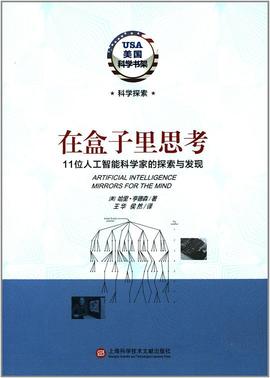 USA
美国
科学书架
★ 科学探索 ★
在盒子里思考
11位人工智能科学家的探索与发现
ARTIFICIAL INTELLIGENCE
MIRRORS FOR THE MIND
(美) 哈里·亨德森/著
王华 侯然/译
上海科学技术文献出版社